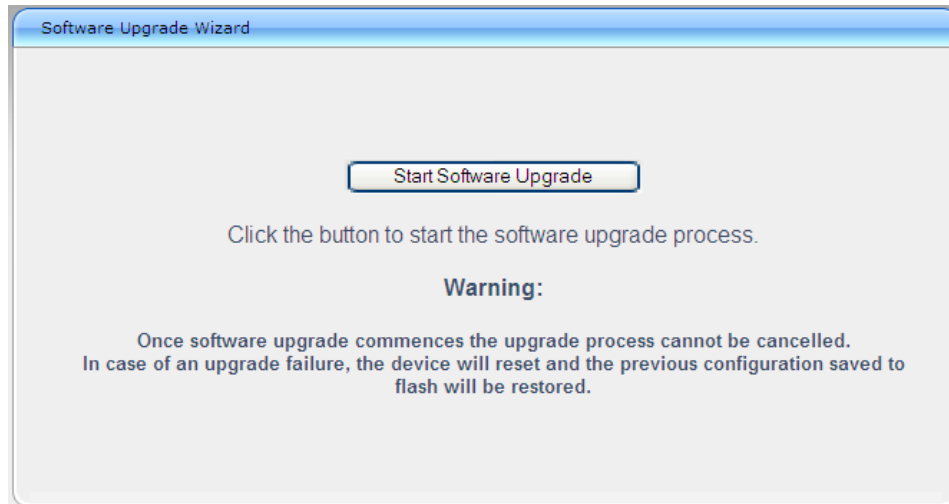 Software Upgrade Wizard
Start Software Upgrade
Click the button to start the software upgrade process.
Warning:
Once software upgrade commences the upgrade process cannot be cancelled.
In case of an upgrade failure, the device will reset and the previous configuration saved to
flash will be restored.